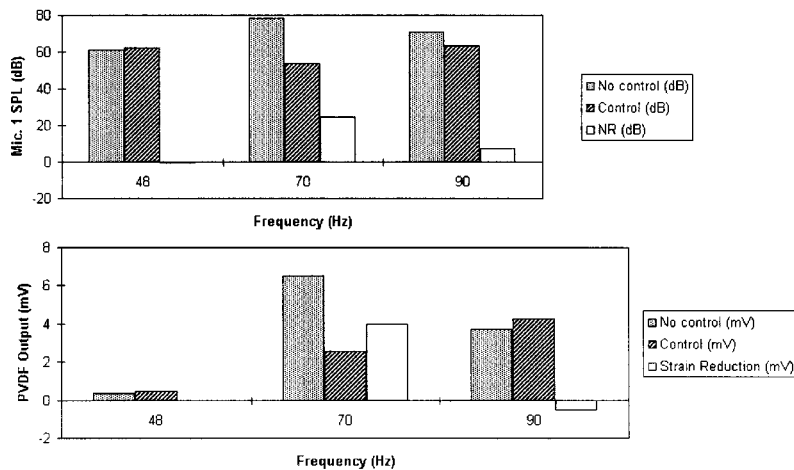 80
60
40
20
0
-20
Mic. 1 SPL (dB)
48
70
90
Frequency (Hz)
No control (dB)
Control (dB)
NR (dB)
8
6
4
2
0
-2
PVDF Output (mV)
48
70
90
Frequency (Hz)
No control (mV)
Control (mV)
Strain Reduction (mV)